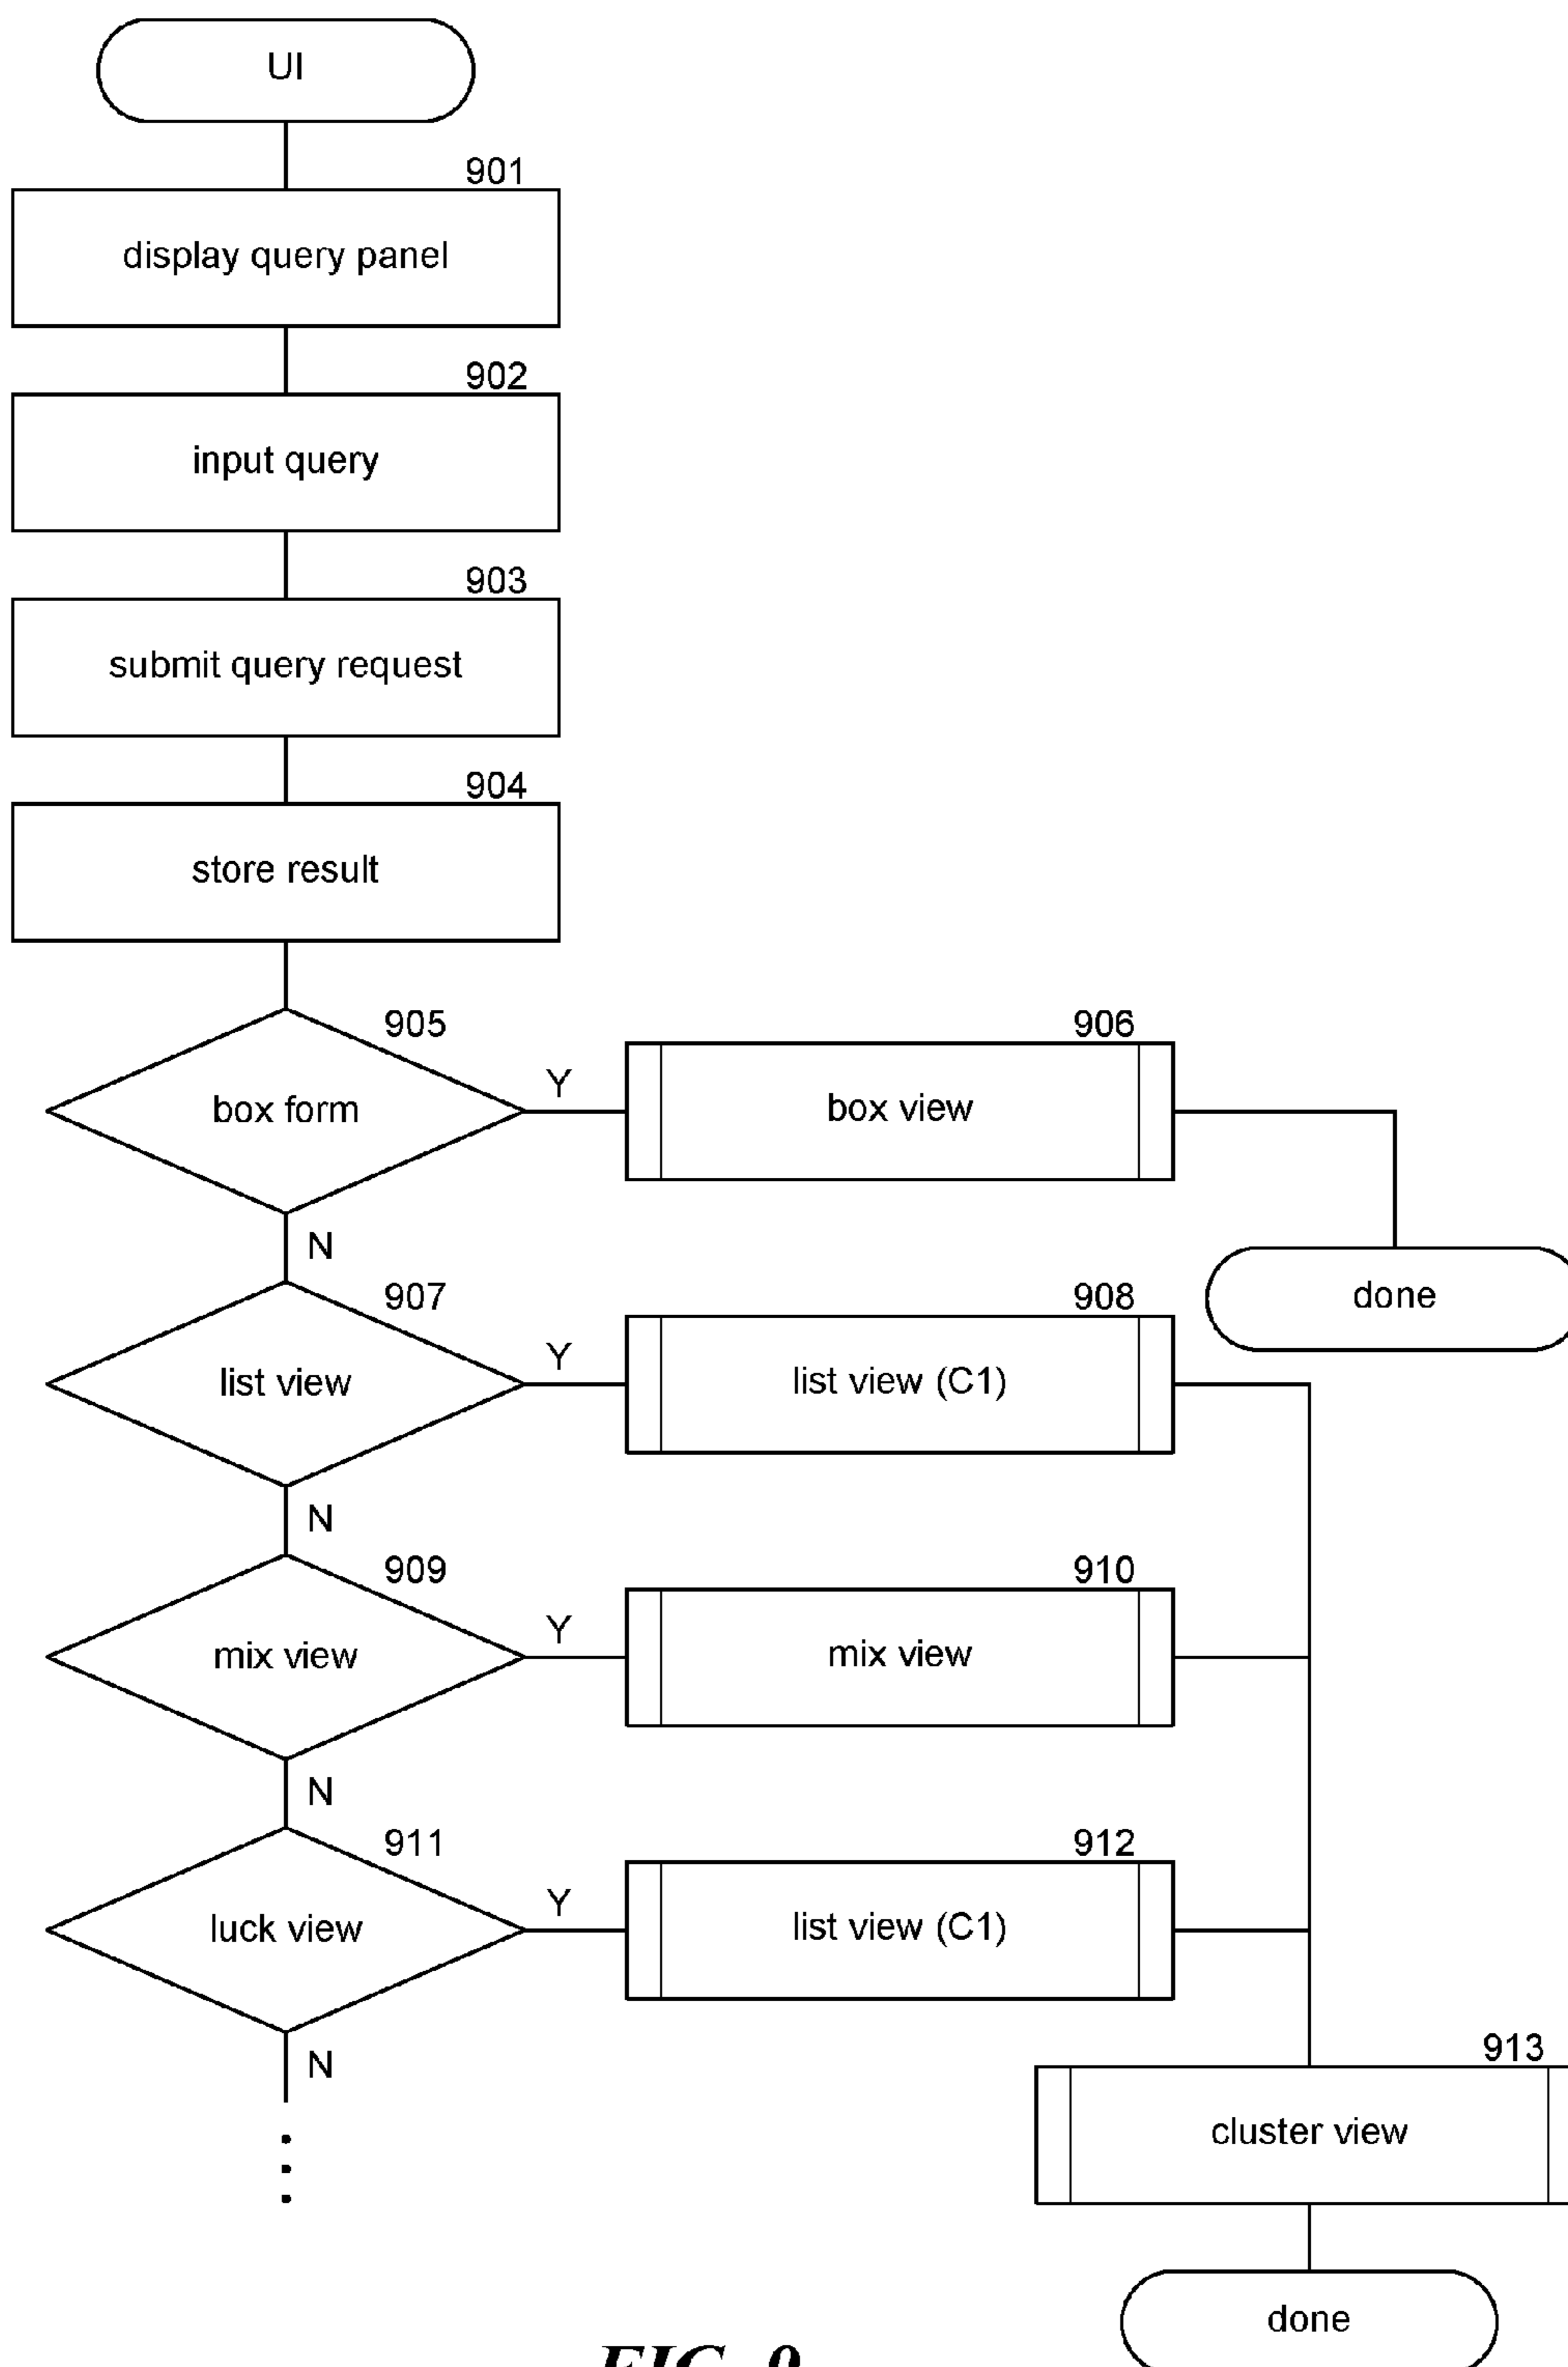 UI
901
display query panel
902
input query
903
submit query request
904
store result
905
box form
Y
906
box view
done
N
907
list view
Y
908
list view (C1)
N
909
mix view
Y
910
mix view
N
911
luck view
Y
912
list view (C1)
N
913
cluster view
done
FIG. 9